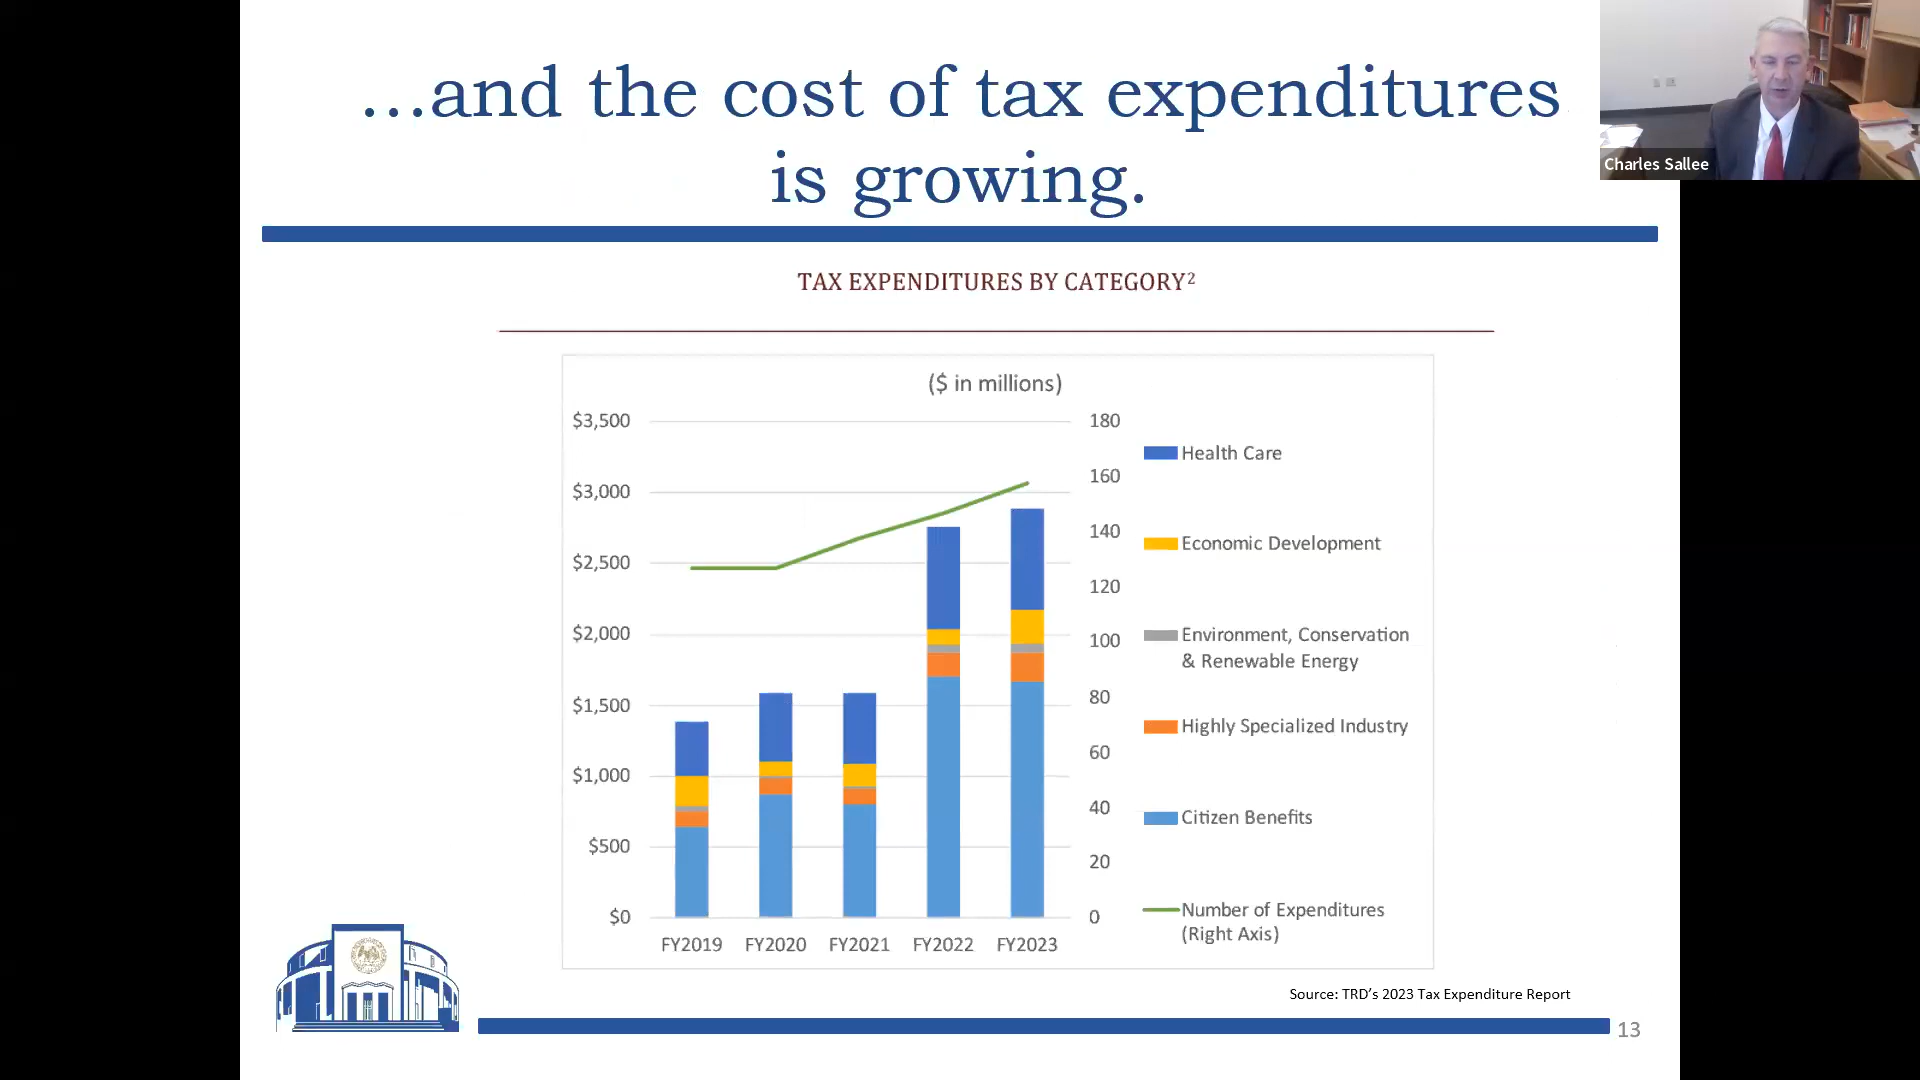 ...and the cost of tax expenditures
is growing.
Charles Sallee
TAX EXPENDITURES BY CATEGORY²
($ in millions)
$3,500
$3,000
$2,500
$2,000
$1,500
$1,000
$500
$0
180
160
140
120
100
80
60
40
20
0
FY2019 FY2020 FY2021 FY2022 FY2023
Health Care
Economic Development
Environment, Conservation
& Renewable Energy
Highly Specialized Industry
Citizen Benefits
Number of Expenditures
(Right Axis)
Source: TRD's 2023 Tax Expenditure Report
13